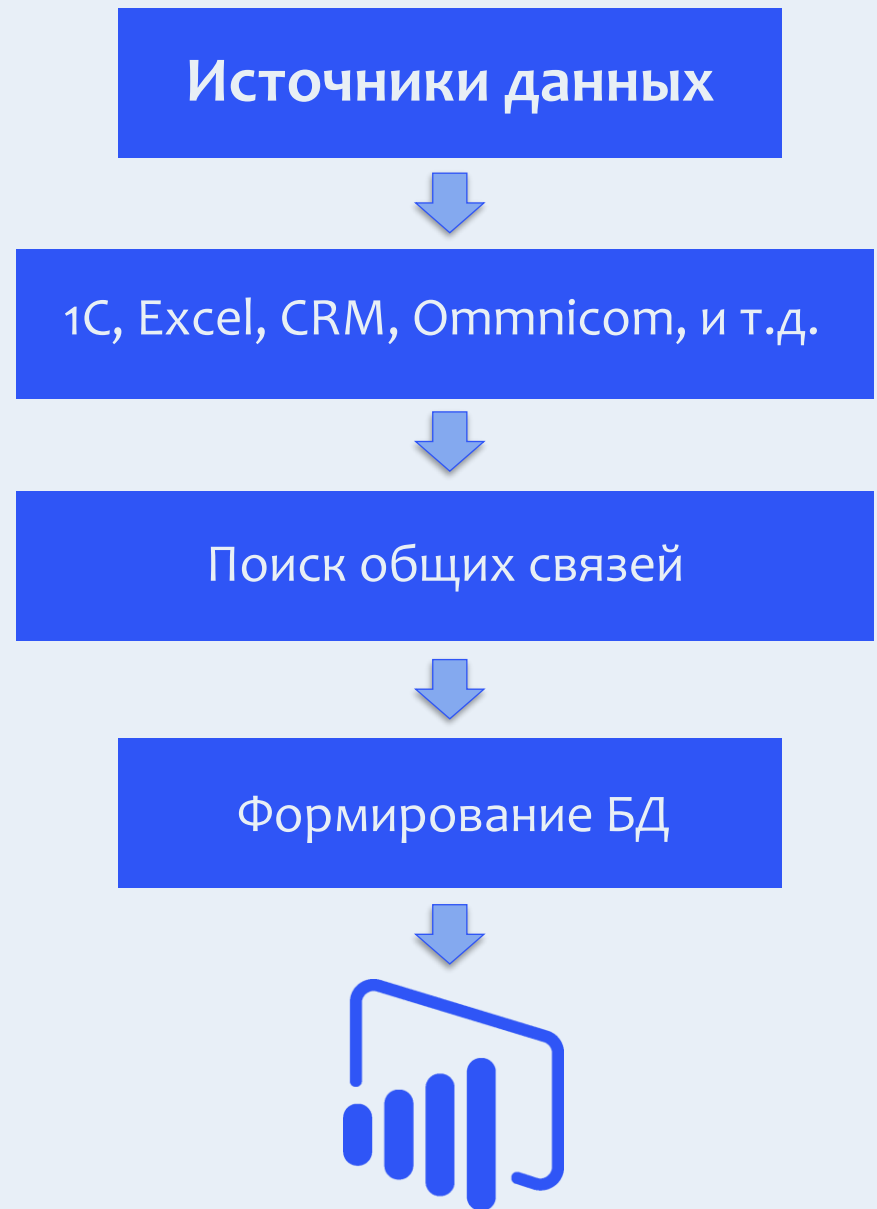 Источники данных
1С, Excel, CRM, Ommnicom, и т.д.
Поиск общих связей
Формирование БД